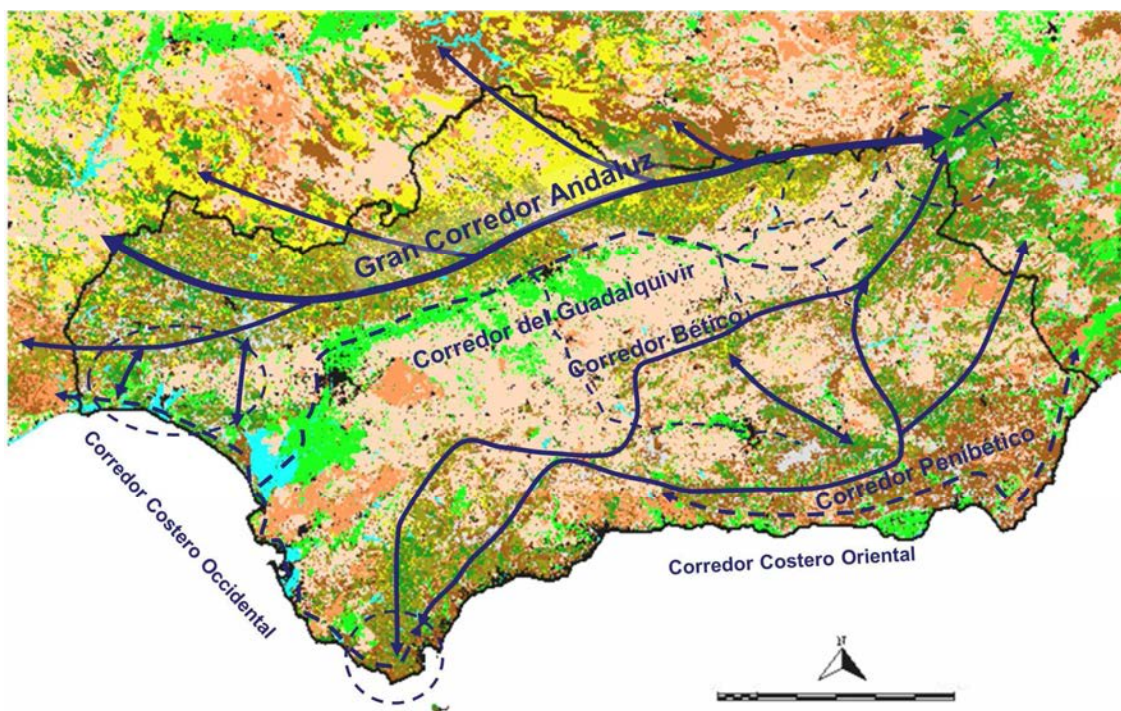 Gran Corredor Andaluz
Corredor del Guadalquivir
Corredor Bético
Corredor Penibético
Corredor Costero Occidental
Corredor Costero Oriental
N